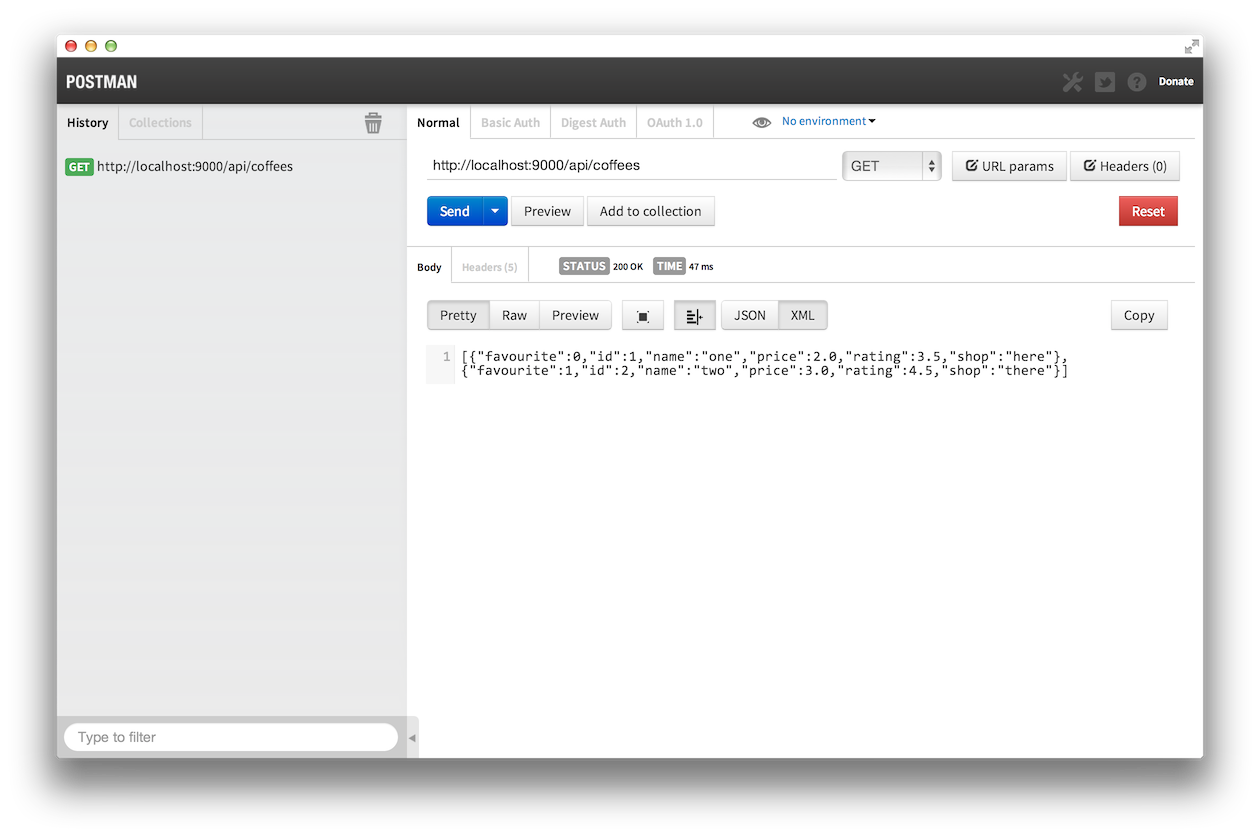 POSTMAN
Donate
History
Collections
GET http://localhost:9000/api/coffees
Type to filter
Normal
Basic Auth
Digest Auth
OAuth 1.0
No environment
http://localhost:9000/api/coffees
GET
URL params
Headers (0)
Send
Preview
Add to collection
Reset
Body
Headers (5)
STATUS 200 OK TIME 47 ms
Pretty
Raw
Preview
JSON
XML
Copy
1 [{"favourite":0,"id":1,"name":"one","price":2.0,"rating":3.5,"shop":"here"},
{"favourite":1,"id":2,"name":"two","price":3.0,"rating":4.5,"shop":"there"}]